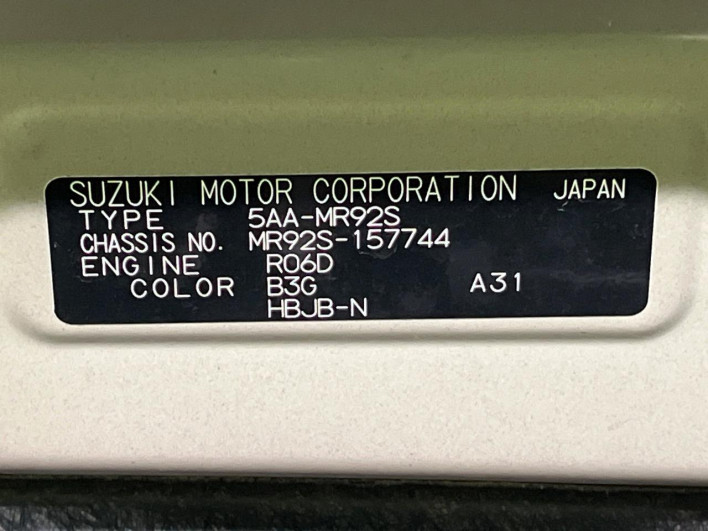 SUZUKI MOTOR CORPORATION JAPAN
TYPE 5AA-MR92S
CHASSIS NO. MR92S-157744
ENGINE R06D
COLOR B3G A31
HBJB-N